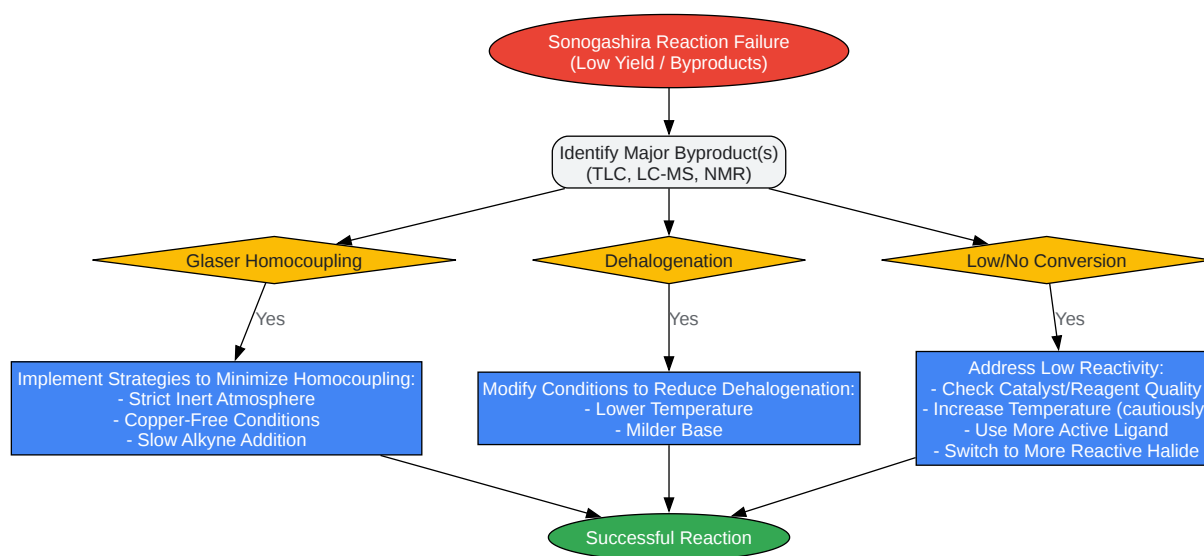 Sonogashira Reaction Failure
(Low Yield / Byproducts)
Identify Major Byproduct(s)
(TLC, LC-MS, NMR)
Glaser Homocoupling
Dehalogenation
Low/No Conversion
Yes
Yes
Yes
Implement Strategies to Minimize Homocoupling:
- Strict Inert Atmosphere
- Copper-Free Conditions
- Slow Alkyne Addition
Modify Conditions to Reduce Dehalogenation:
- Lower Temperature
- Milder Base
Address Low Reactivity:
- Check Catalyst/Reagent Quality
- Increase Temperature (cautiously
- Use More Active Ligand
- Switch to More Reactive Halide
Successful Reaction